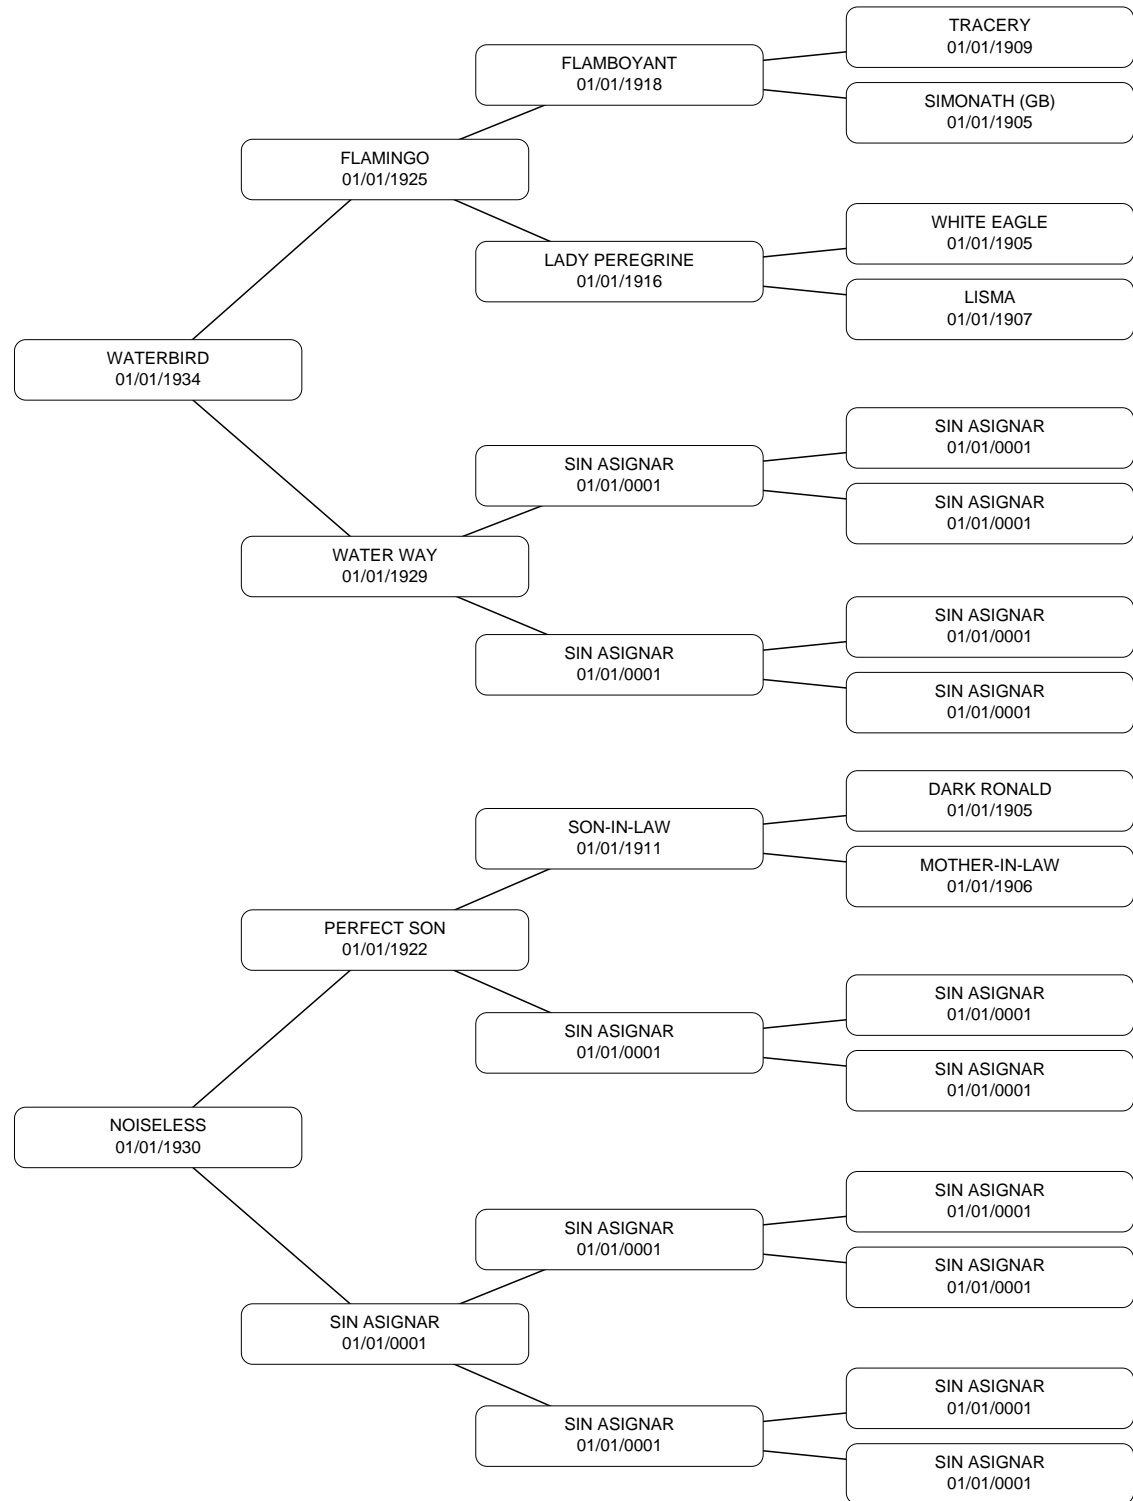 TRACERY
01/01/1909
FLAMBOYANT
01/01/1918
SIMONATH (GB)
01/01/1905
FLAMINGO
01/01/1925
WHITE EAGLE
01/01/1905
LADY PEREGRINE
01/01/1916
LISMA
01/01/1907
WATERBIRD
01/01/1934
SIN ASIGNAR
01/01/0001
SIN ASIGNAR
01/01/0001
SIN ASIGNAR
01/01/0001
WATER WAY
01/01/1929
SIN ASIGNAR
01/01/0001
SIN ASIGNAR
01/01/0001
SIN ASIGNAR
01/01/0001
DARK RONALD
01/01/1905
SON-IN-LAW
01/01/1911
MOTHER-IN-LAW
01/01/1906
PERFECT SON
01/01/1922
SIN ASIGNAR
01/01/0001
SIN ASIGNAR
01/01/0001
SIN ASIGNAR
01/01/0001
NOISELESS
01/01/1930
SIN ASIGNAR
01/01/0001
SIN ASIGNAR
01/01/0001
SIN ASIGNAR
01/01/0001
SIN ASIGNAR
01/01/0001
SIN ASIGNAR
01/01/0001
SIN ASIGNAR
01/01/0001
SIN ASIGNAR
01/01/0001